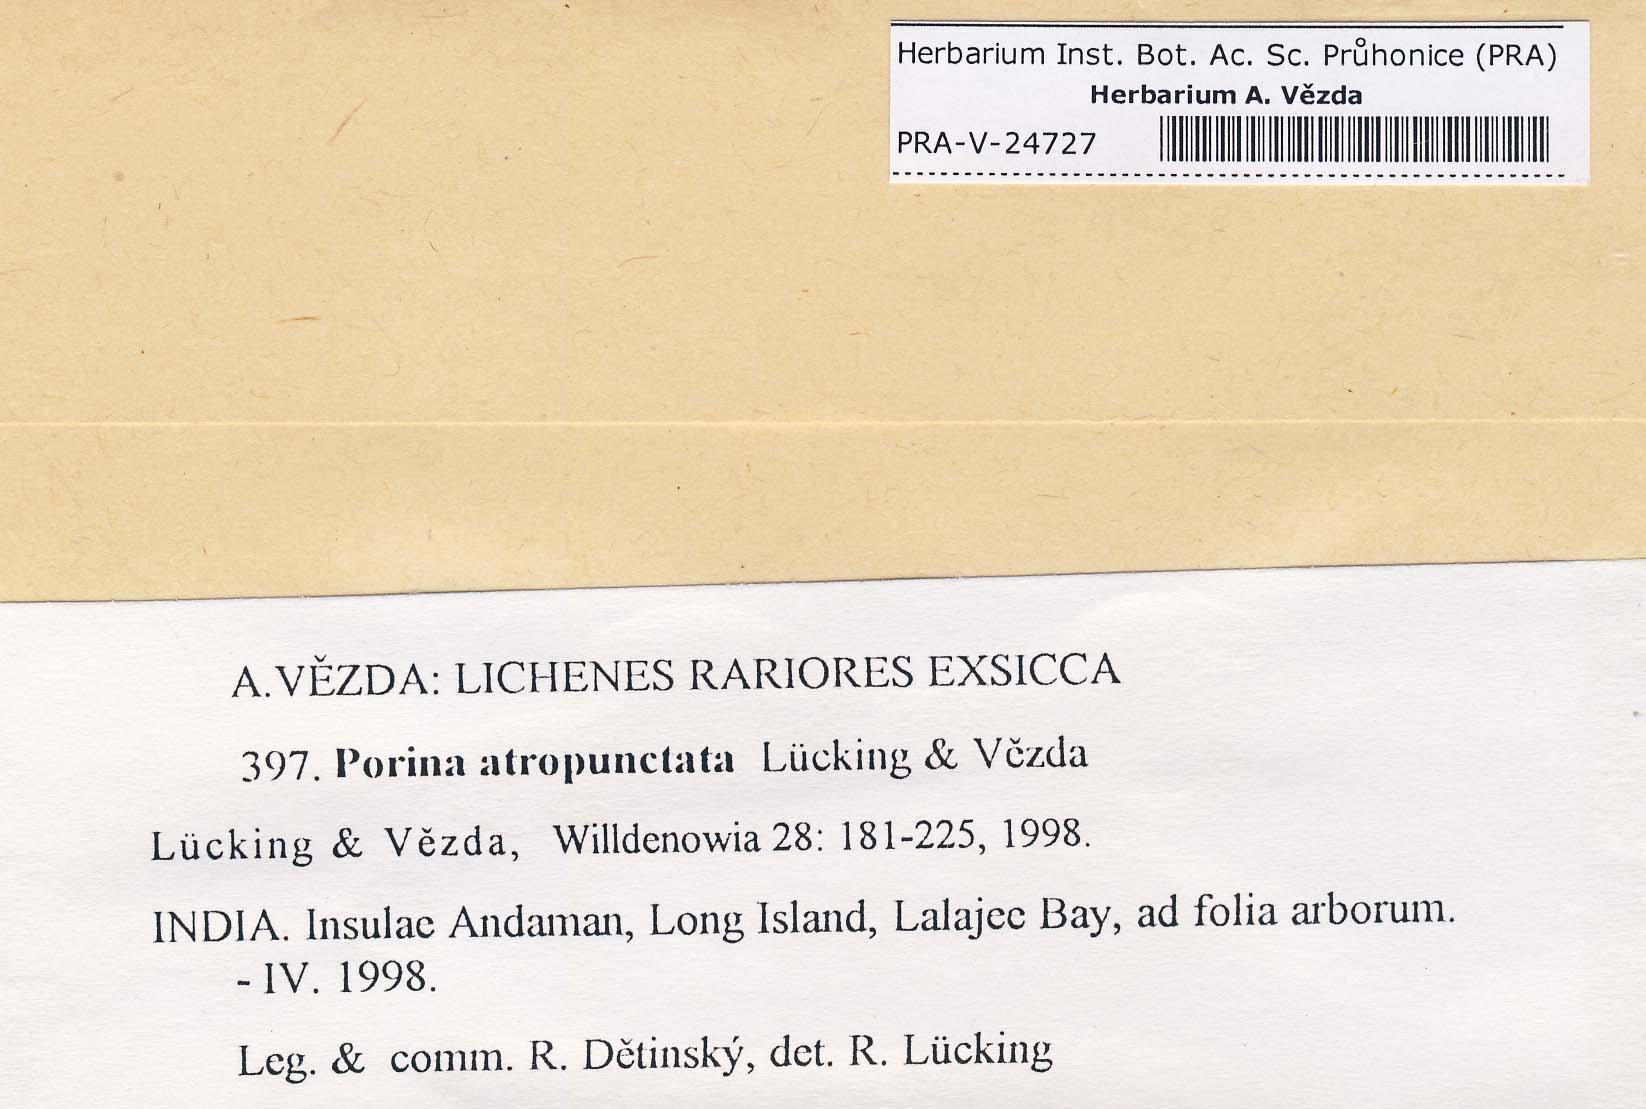 Herbarium Inst. Bot. Ac. Sc. Průhonice (PRA)
Herbarium A. Vězda
PRA-V-24727
A. VĚZDA: LICHENES RARIORES EXSICCA
397. Porina atropunctata Lücking & Vězda
Lücking & Vězda, Willdenowia 28: 181-225, 1998.
INDIA. Insulae Andaman, Long Island, Lalajee Bay, ad folia arborum.
- IV. 1998.
Leg. & comm. R. Dětinský, det. R. Lücking